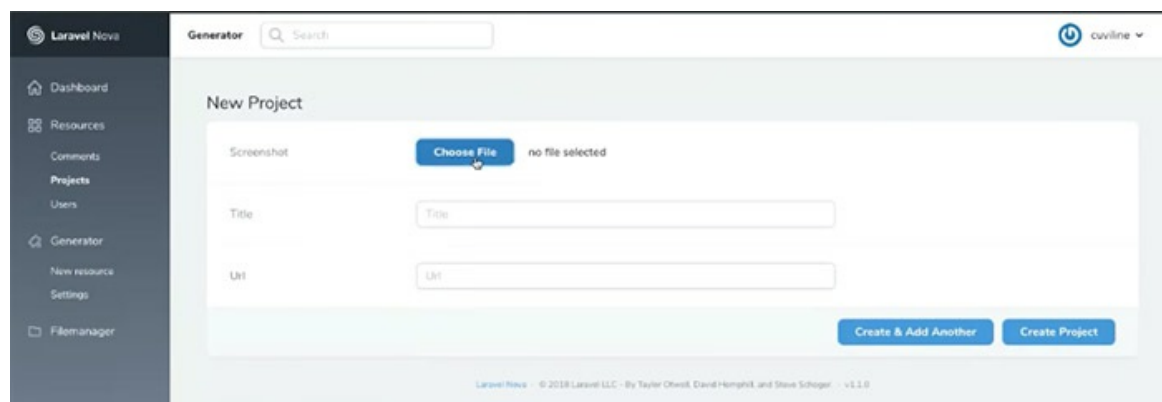 Laravel Nova
Generator
Search
cuviline
Dashboard
Resources
Comments
Projects
Users
Generator
New resource
Settings
Filemanager
New Project
Screenshot
Choose File
no file selected
Title
Title
Url
Url
Create & Add Another
Create Project
Laravel Nova · © 2018 Laravel LLC - By Taylor Otwell, David Hemphill, and Steve Schoger. · v1.1.0